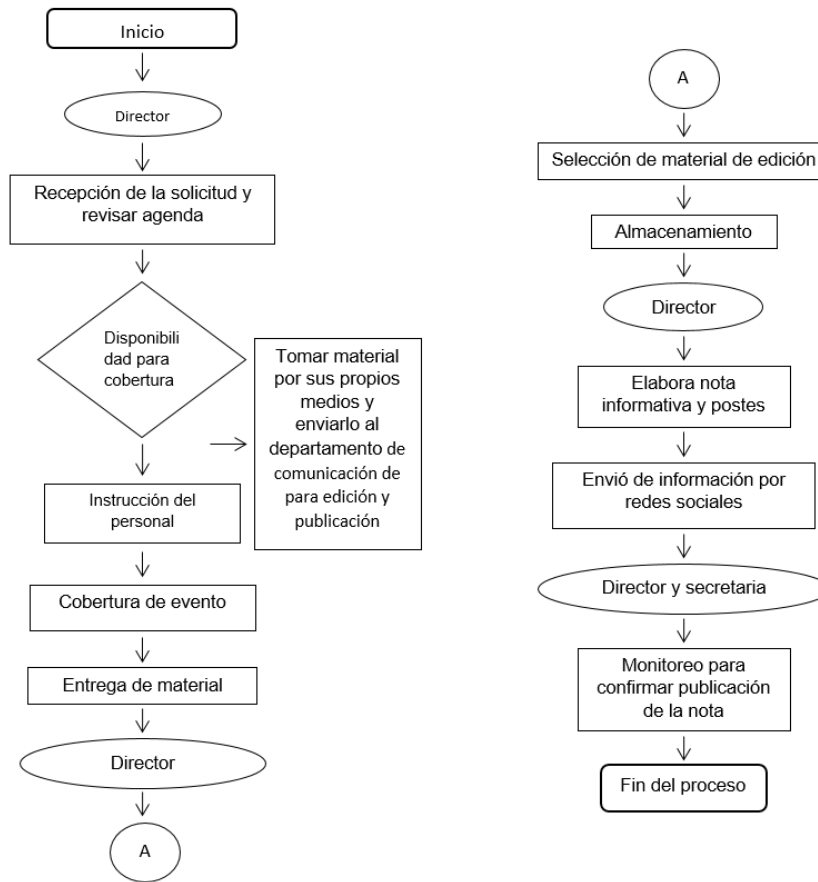 Inicio
Director
Recepción de la solicitud y
revisar agenda
Disponibili
dad para
cobertura
Tomar material
por sus propios
medios y
enviarlo al
departamento de
comunicación de
para edición y
publicación
Instrucción del
personal
Cobertura de evento
Entrega de material
Director
A
A
Selección de material de edición
Almacenamiento
Director
Elabora nota
informativa y postes
Envió de información por
redes sociales
Director y secretaria
Monitoreo para
confirmar publicación
de la nota
Fin del proceso